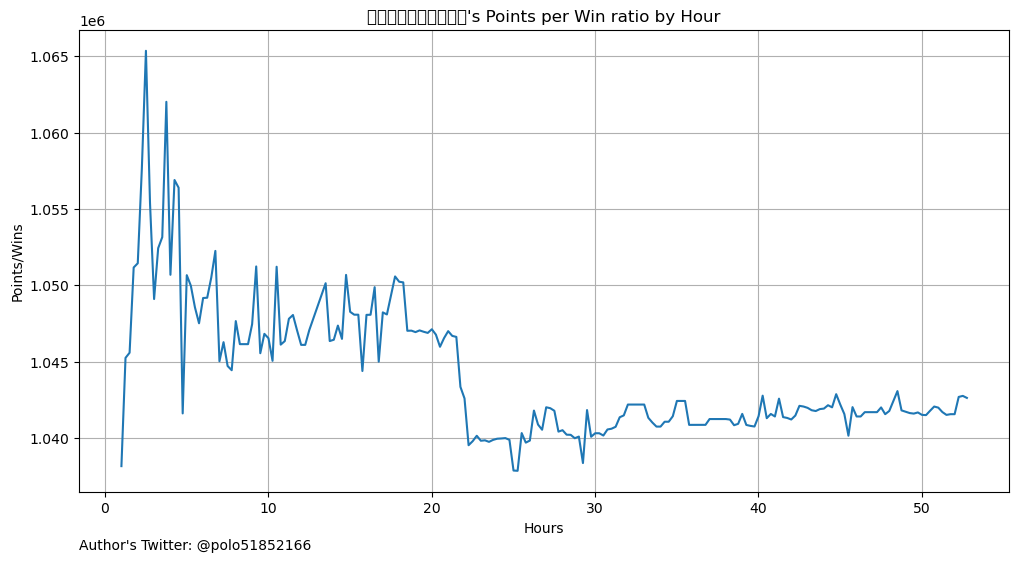 's Points per Win ratio by Hour
1e6
1.065
1.060
1.055
1.050
1.045
1.040
Points/Wins
0 10 20 30 40 50
Hours
Author's Twitter: @polo51852166